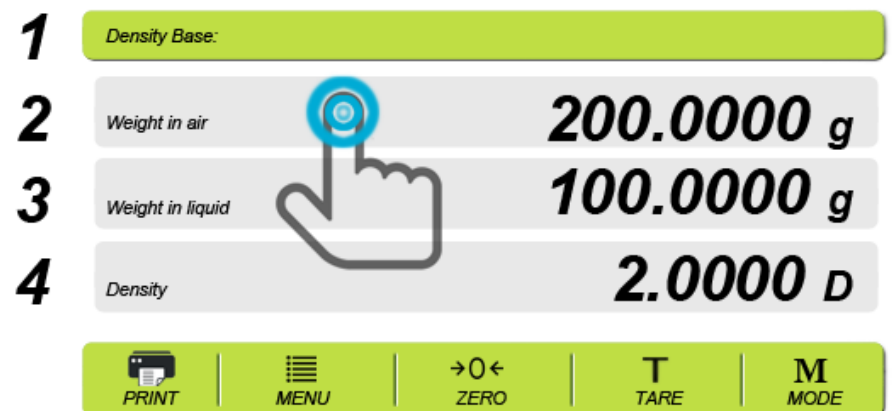 1 Density Base:
2 Weight in air 200.0000 g
3 Weight in liquid 100.0000 g
4 Density 2.0000 D
→0← T M
PRINT MENU ZERO TARE MODE